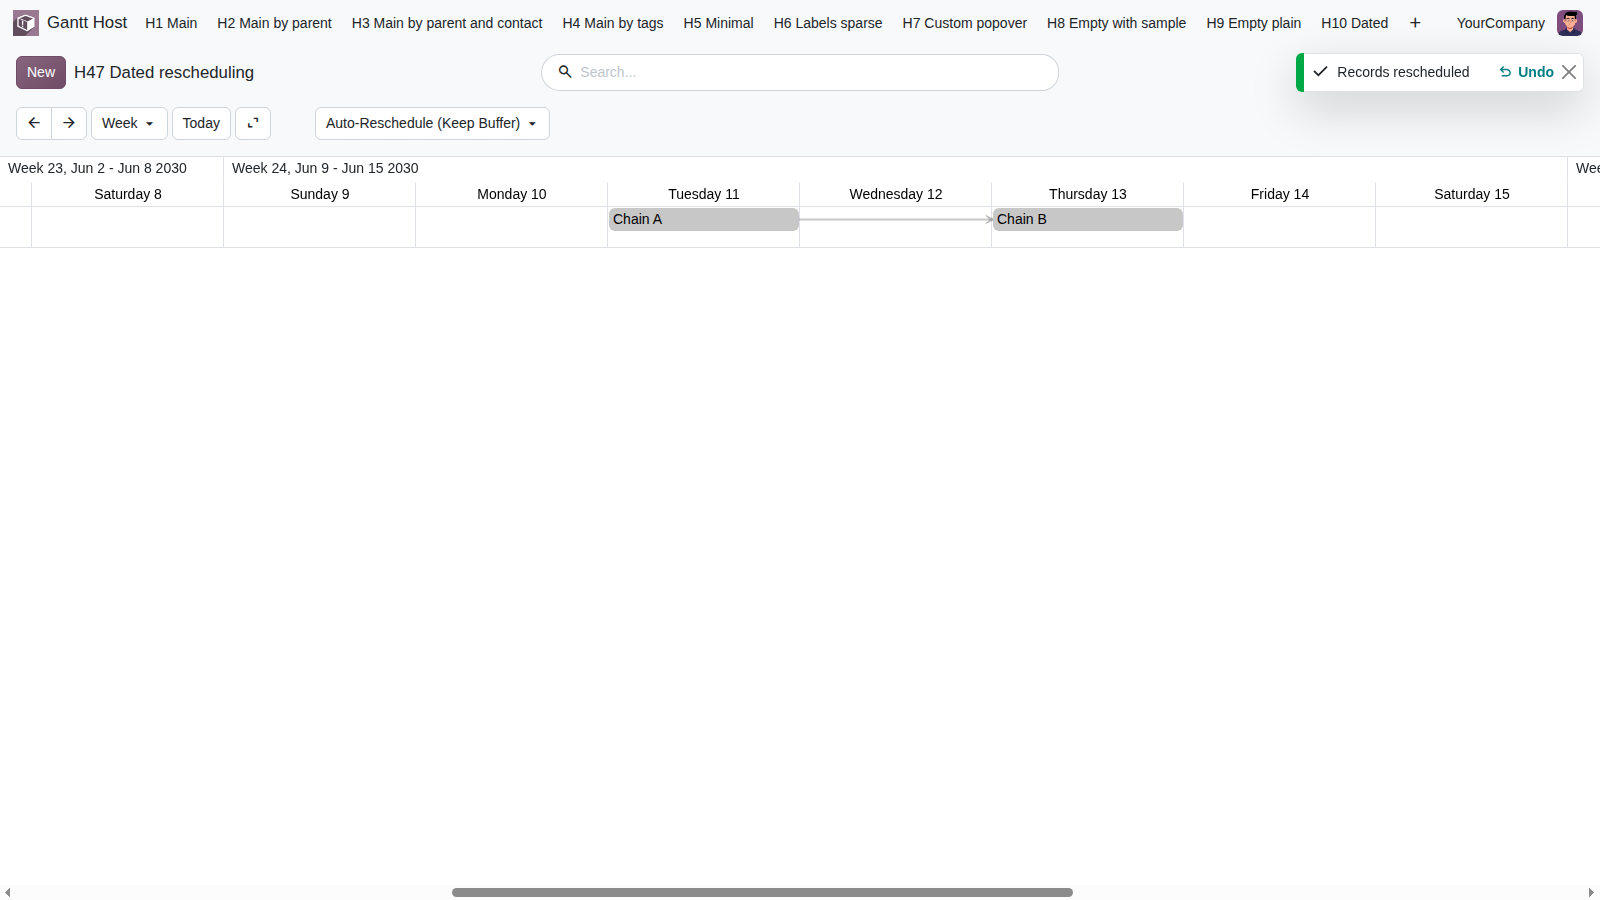 Gantt Host H1 Main H2 Main by parent H3 Main by parent and contact H4 Main by tags H5 Minimal H6 Labels sparse H7 Custom popover H8 Empty with sample H9 Empty plain H10 Dated + YourCompany
New H47 Dated rescheduling Search... Records rescheduled Undo
Week Today Auto-Reschedule (Keep Buffer)
Week 23, Jun 2 - Jun 8 2030 Week 24, Jun 9 - Jun 15 2030 Wee
Saturday 8 Sunday 9 Monday 10 Tuesday 11 Wednesday 12 Thursday 13 Friday 14 Saturday 15
Chain A Chain B